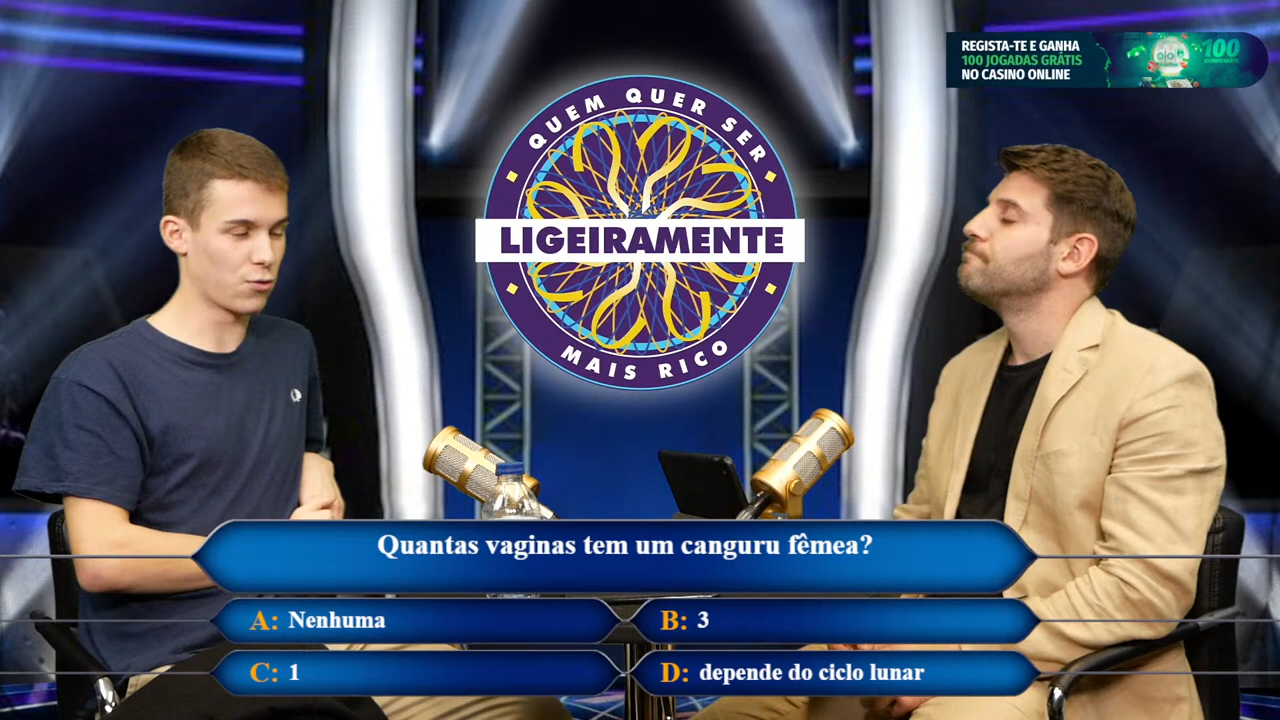 REGISTA-TE E GANHA
100 JOGADAS GRÁTIS
NO CASINO ONLINE
100
QUEM QUER SER
LIGEIRAMENTE
MAIS RICO
Quantas vaginas tem um canguru fêmea?
A: Nenhuma
B: 3
C: 1
D: depende do ciclo lunar